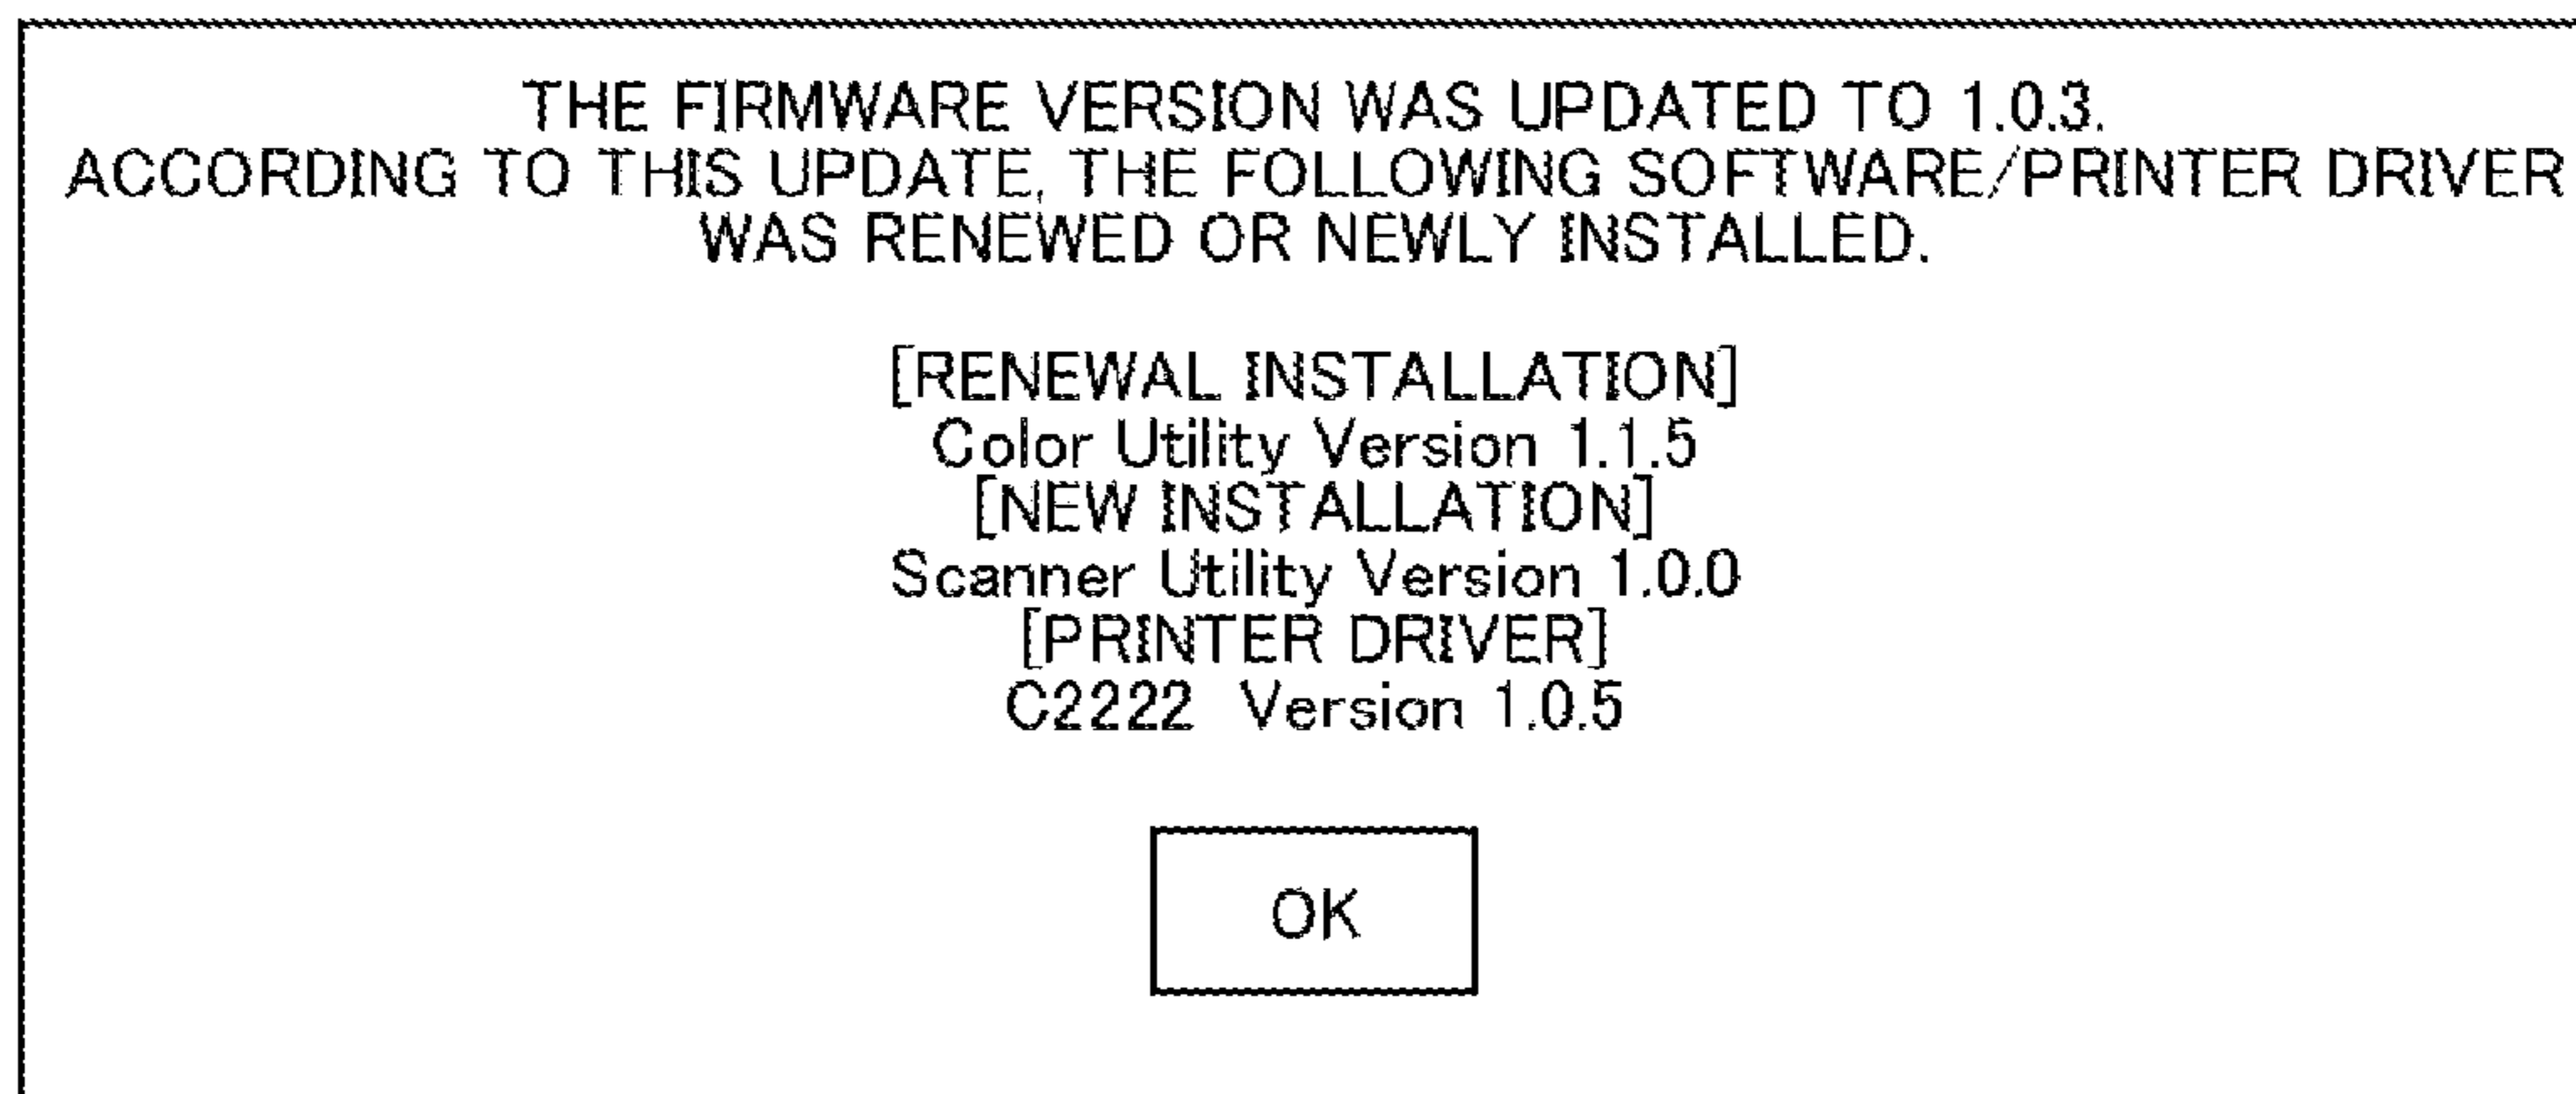 THE FIRMWARE VERSION WAS UPDATED TO 1.0.3.
ACCORDING TO THIS UPDATE, THE FOLLOWING SOFTWARE/PRINTER DRIVER
WAS RENEWED OR NEWLY INSTALLED.
[RENEWAL INSTALLATION]
Color Utility Version 1.1.5
[NEW INSTALLATION]
Scanner Utility Version 1.0.0
[PRINTER DRIVER]
C2222 Version 1.0.5
OK